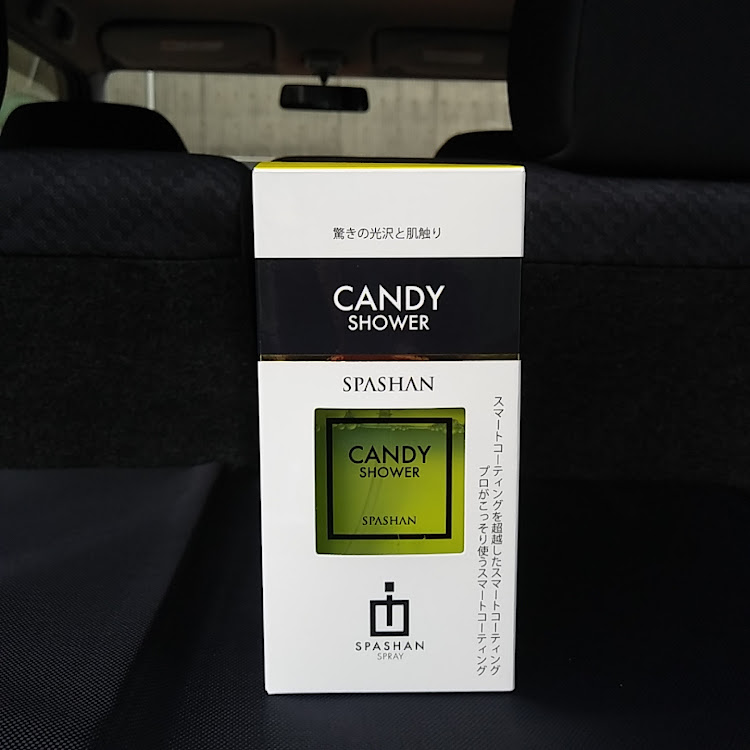 驚きの光沢と肌触り
CANDY
SHOWER
SPASHAN
CANDY
SHOWER
SPASHAN
スマートコーティングを超越したスマートコーティング
プロがこっそり使うスマートコーティング
SPASHAN
SPRAY